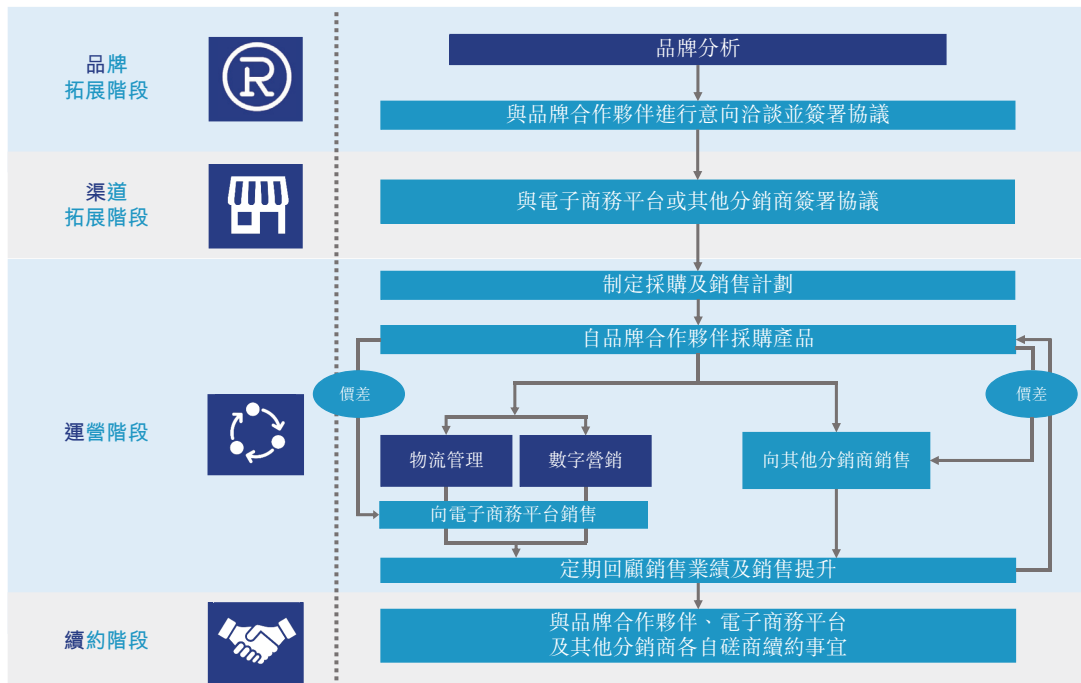 品牌
拓展階段
R
品牌分析
與品牌合作夥伴進行意向洽談並簽署協議
渠道
拓展階段
與電子商務平台或其他分銷商簽署協議
制定採購及銷售計劃
自品牌合作夥伴採購產品
價差
價差
運營階段
物流管理
數字營銷
向其他分銷商銷售
向電子商務平台銷售
定期回顧銷售業績及銷售提升
續約階段
與品牌合作夥伴、電子商務平台
及其他分銷商各自磋商續約事宜